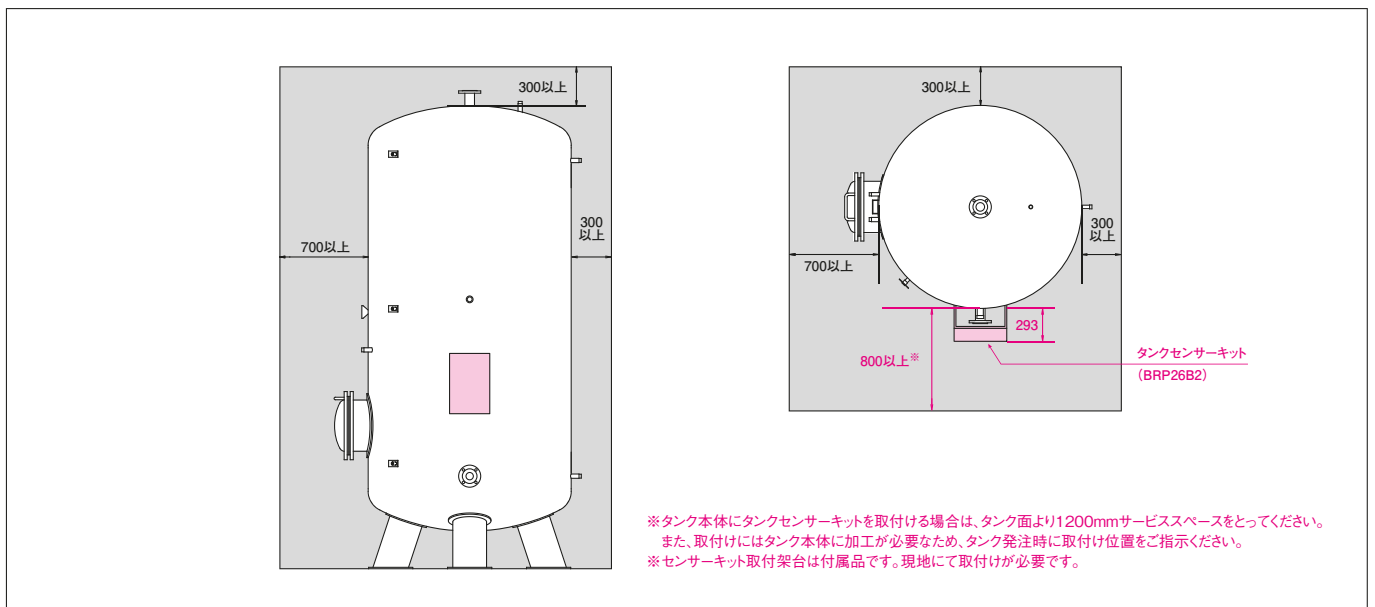 300以上
700以上
300
以上
300以上
700以上
300
以上
293
800以上※
タンクセンサーキット
(BRP26B2)
※タンク本体にタンクセンサーキットを取付ける場合は、タンク面より1200mmサービススペースをとってください。
また、取付けにはタンク本体に加工が必要なため、タンク発注時に取付け位置をご指示ください。
※センサーキット取付架台は付属品です。現地にて取付けが必要です。